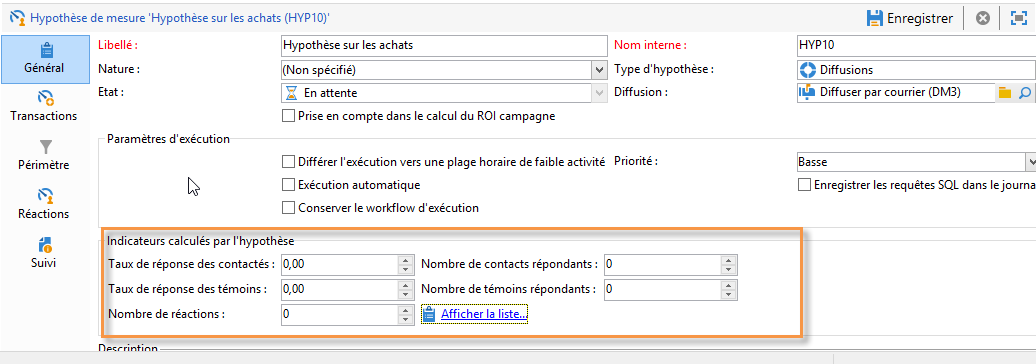 Hypothèse de mesure 'Hypothèse sur les achats (HYP10)' Enregistrer
Général
Transactions
Périmètre
Réactions
Suivi
Libellé : Hypothèse sur les achats Nom interne : HYP10
Nature : (Non spécifié) Type d'hypothèse : Diffusions
Etat : En attente Diffusion : Diffuser par courrier (DM3)
Prise en compte dans le calcul du ROI campagne
Paramètres d'exécution
Différer l'exécution vers une plage horaire de faible activité Priorité : Basse
Exécution automatique Enregistrer les requêtes SQL dans le journa
Conserver le workflow d'exécution
Indicateurs calculés par l'hypothèse
Taux de réponse des contactés : 0,00 Nombre de contacts répondants : 0
Taux de réponse des témoins : 0,00 Nombre de témoins répondants : 0
Nombre de réactions : 0 Afficher la liste...
Description